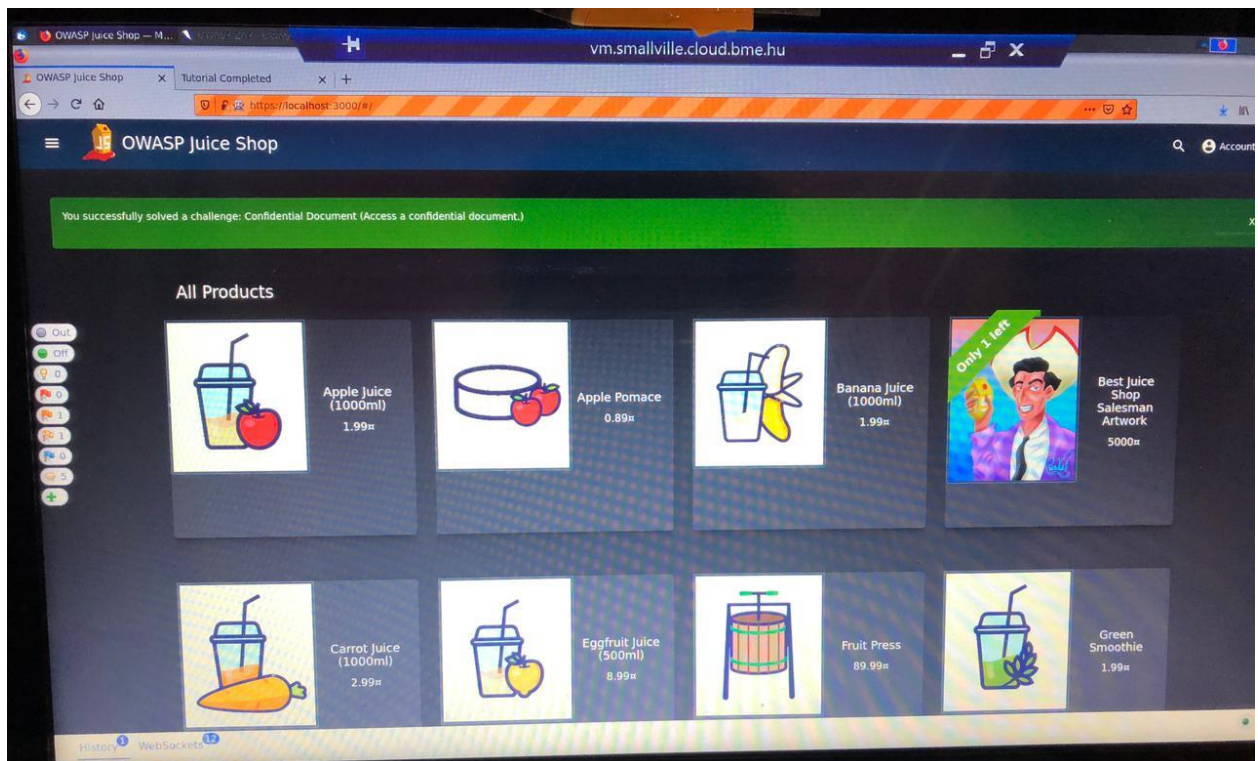 OWASP Juice Shop — M...
vm.smallville.cloud.bme.hu
OWASP Juice Shop
Tutorial Completed
https://localhost:3000/#/
OWASP Juice Shop
Account
You successfully solved a challenge: Confidential Document (Access a confidential document.)
X
All Products
Out
Off
0
0
1
1
0
5
Apple Juice
(1000ml)
1.99¤
Apple Pomace
0.89¤
Banana Juice
(1000ml)
1.99¤
Only 1 left
Best Juice
Shop
Salesman
Artwork
5000¤
Carrot Juice
(1000ml)
2.99¤
Eggfruit Juice
(500ml)
8.99¤
Fruit Press
89.99¤
Green
Smoothie
1.99¤
History 1
WebSockets 12